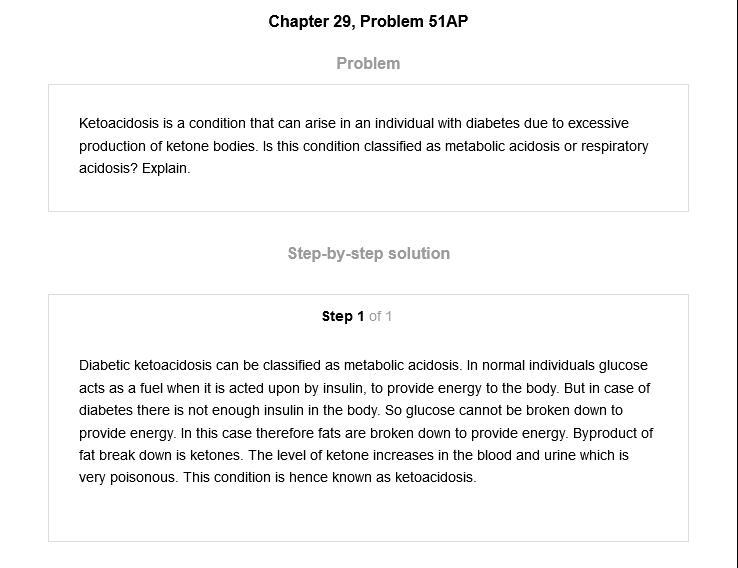 Chapter 29, Problem 51AP
Problem
Ketoacidosis is a condition that can arise in an individual with diabetes due to excessive
production of ketone bodies. Is this condition classified as metabolic acidosis or respiratory
acidosis? Explain.
Step-by-step solution
Step 1 of 1
Diabetic ketoacidosis can be classified as metabolic acidosis. In normal individuals glucose
acts as a fuel when it is acted upon by insulin, to provide energy to the body. But in case of
diabetes there is not enough insulin in the body. So glucose cannot be broken down to
provide energy. In this case therefore fats are broken down to provide energy. Byproduct of
fat break down is ketones. The level of ketone increases in the blood and urine which is
very poisonous. This condition is hence known as ketoacidosis.